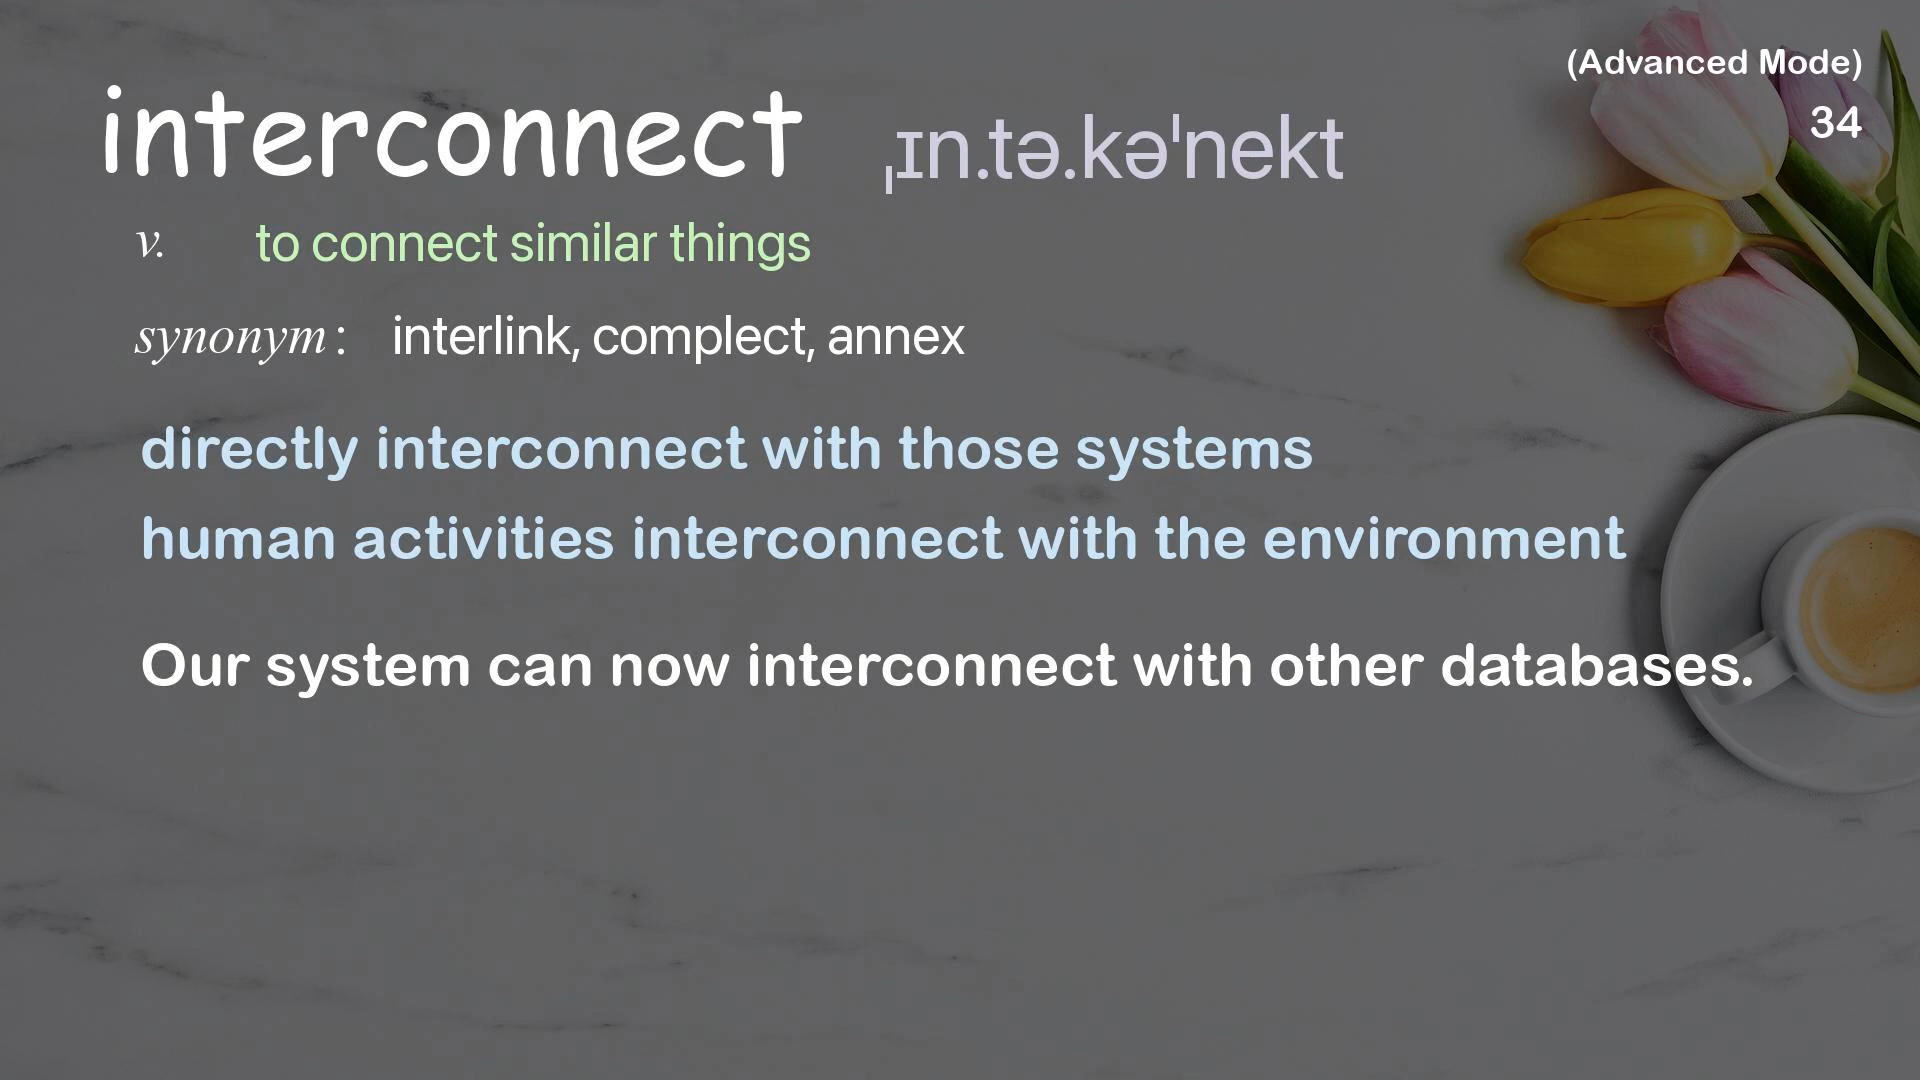 (Advanced Mode)
34
interconnect ˌɪn.tə.kəˈnekt
v. to connect similar things
synonym: interlink, complect, annex
directly interconnect with those systems
human activities interconnect with the environment
Our system can now interconnect with other databases.